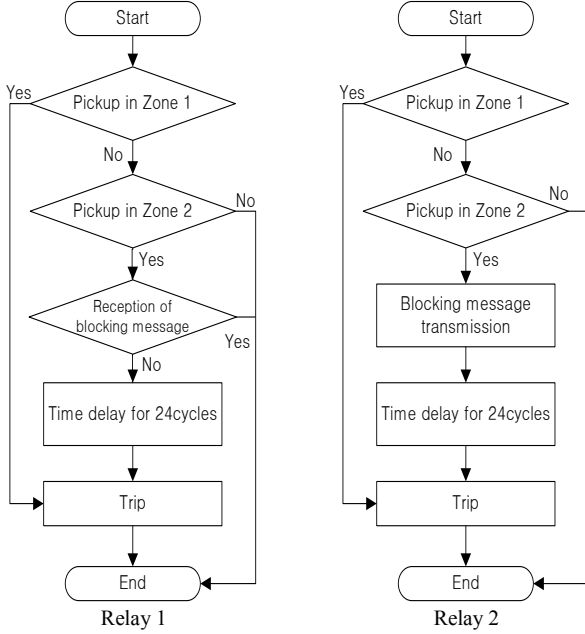 Start
Yes
Pickup in Zone 1
No
Pickup in Zone 2
No
Yes
Reception of
blocking message
Yes
No
Time delay for 24cycles
Trip
End
Relay 1
Start
Yes
Pickup in Zone 1
No
Pickup in Zone 2
No
Yes
Blocking message
transmission
Time delay for 24cycles
Trip
End
Relay 2